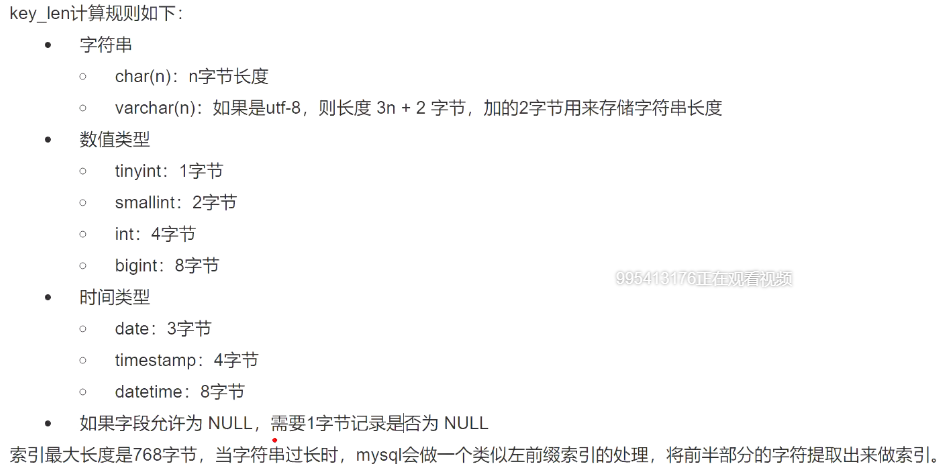 key_len计算规则如下：
字符串
char(n)：n字节长度
varchar(n)：如果是utf-8，则长度 3n + 2 字节，加的2字节用来存储字符串长度
数值类型
tinyint：1字节
smallint：2字节
int：4字节
bigint：8字节
995413176正在观看视频
时间类型
date：3字节
timestamp：4字节
datetime：8字节
如果字段允许为 NULL，需要1字节记录是否为 NULL
索引最大长度是768字节，当字符串过长时，mysql会做一个类似左前缀索引的处理，将前半部分的字符提取出来做索引。